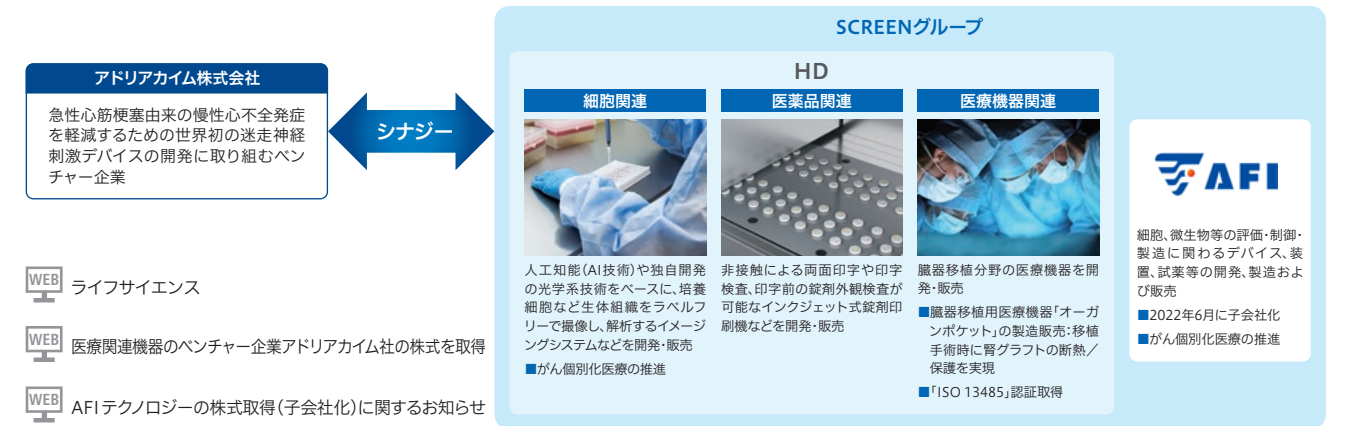 SCREENグループ
アドリアカイム株式会社
急性心筋梗塞由来の慢性心不全発症
を軽減するための世界初の迷走神経
刺激デバイスの開発に取り組むベン
チャー企業
シナジー
HD
細胞関連
人工知能(AI技術)や独自開発
の光学系技術をベースに、培養
細胞など生体組織をラベルフ
リーで撮像し、解析するイメージ
ングシステムなどを開発・販売
■がん個別化医療の推進
医薬品関連
非接触による両面印字や印字
検査、印字前の錠剤外観検査が
可能なインクジェット式錠剤印
刷機などを開発・販売
医療機器関連
臓器移植分野の医療機器を開
発・販売
■臓器移植用医療機器「オーガ
ンポケット」の製造販売：移植
手術時に腎グラフトの断熱／
保護を実現
■「ISO 13485」認証取得
AFI
細胞、微生物等の評価・制御・
製造に関わるデバイス、装
置、試薬等の開発、製造およ
び販売
■2022年6月に子会社化
■がん個別化医療の推進
WEB ライフサイエンス
WEB 医療関連機器のベンチャー企業アドリアカイム社の株式を取得
WEB AFIテクノロジーの株式取得(子会社化)に関するお知らせ